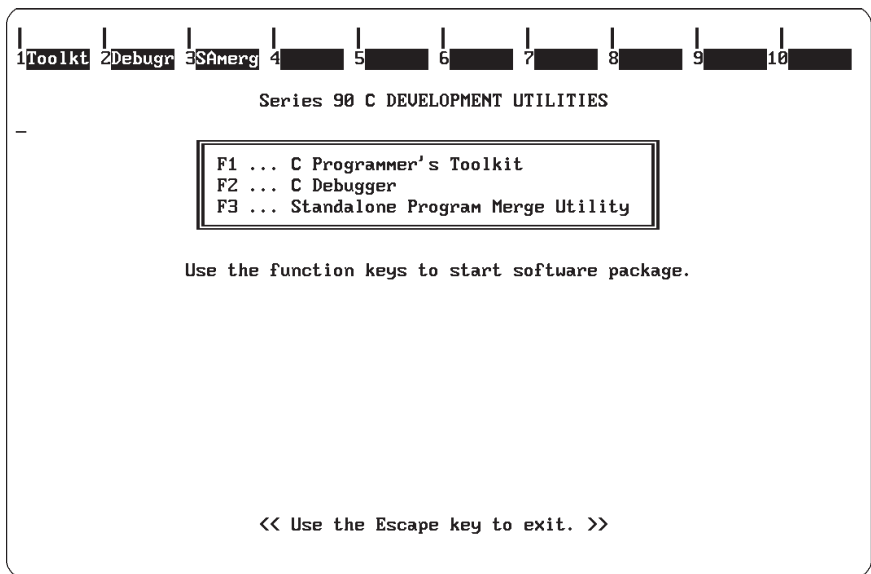 1Toolkt 2Debugr 3SAmerg 4 5 6 7 8 9 10
Series 90 C DEVELOPMENT UTILITIES
F1 ... C Programmer's Toolkit
F2 ... C Debugger
F3 ... Standalone Program Merge Utility
Use the function keys to start software package.
<< Use the Escape key to exit. >>